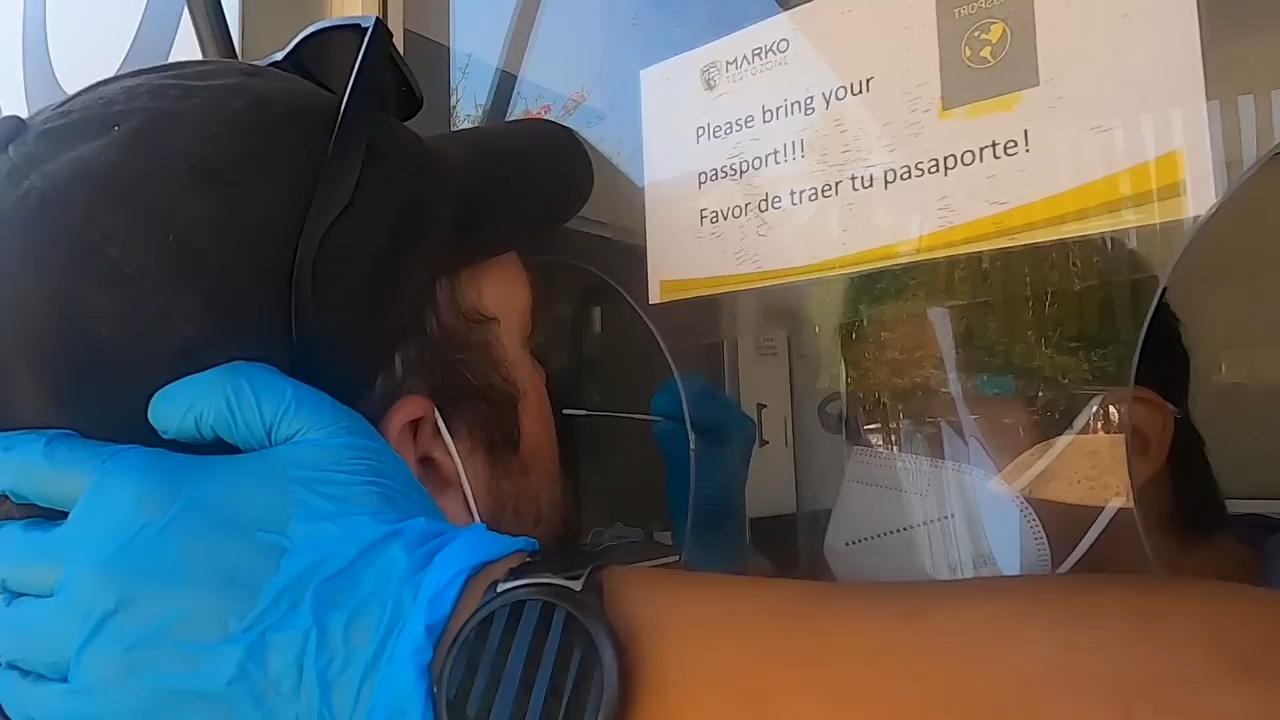 MARKO
TESTOZONE
PASSPORT
Please bring your
passport!!!
Favor de traer tu pasaporte!